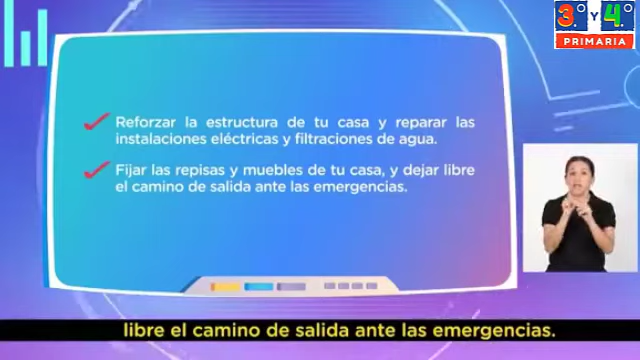 3.° Y 4.°
PRIMARIA
Reforzar la estructura de tu casa y reparar las
instalaciones eléctricas y filtraciones de agua.
Fijar las repisas y muebles de tu casa, y dejar libre
el camino de salida ante las emergencias.
libre el camino de salida ante las emergencias.